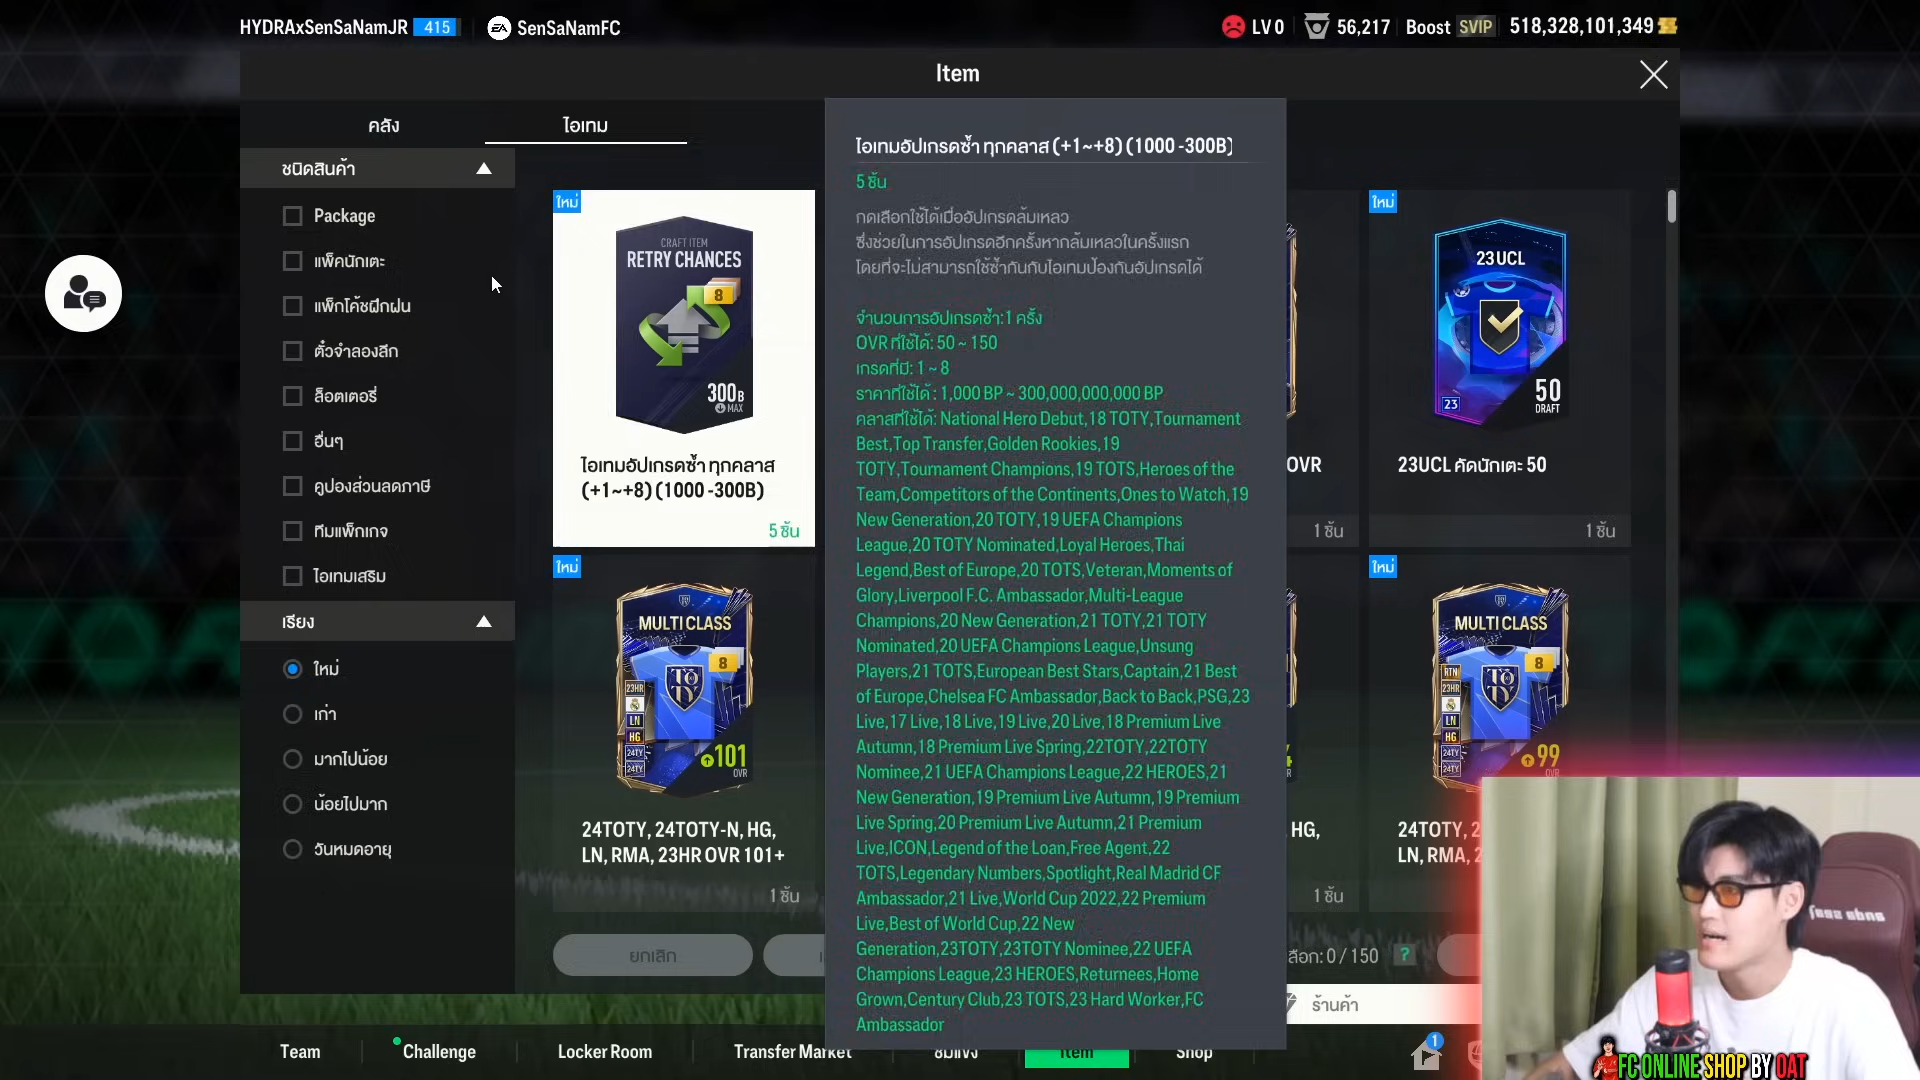 HYDRAxSenSaNamJR 415 SenSaNamFC
LV 0 56,217 Boost SVIP 518,328,101,349
Item
คลัง
ไอเทม
ชนิดสินค้า
Package
แพ็คนักเตะ
แพ็กโค้ชฝึกฝน
ตั๋วจำลองลีก
ล็อตเตอรี่
อื่นๆ
คูปองส่วนลดภาษี
ทีมแพ็กเกจ
ไอเทมเสริม
เรียง
ใหม่
เก่า
มากไปน้อย
น้อยไปมาก
วันหมดอายุ
ใหม่
CRAFT ITEM
RETRY CHANCES
8
300B
MAX
ไอเทมอัปเกรดซ้ำ ทุกคลาส
(+1~+8) (1000 -300B)
5 ชิ้น
ไอเทมอัปเกรดซ้ำ ทุกคลาส (+1~+8) (1000 -300B)
5 ชิ้น
กดเลือกใช้ได้เมื่ออัปเกรดล้มเหลว
ซึ่งช่วยในการอัปเกรดอีกครั้งหากล้มเหลวในครั้งแรก
โดยที่จะไม่สามารถใช้ซ้ำกันกับไอเทมป้องกันอัปเกรดได้
จำนวนการอัปเกรดซ้ำ:1 ครั้ง
OVR ที่ใช้ได้: 50 ~ 150
เกรดที่มี: 1 ~ 8
ราคาที่ใช้ได้ : 1,000 BP ~ 300,000,000,000 BP
คลาสที่ใช้ได้: National Hero Debut,18 TOTY,Tournament
Best,Top Transfer,Golden Rookies,19
TOTY,Tournament Champions,19 TOTS,Heroes of the
Team,Competitors of the Continents,Ones to Watch,19
New Generation,20 TOTY,19 UEFA Champions
League,20 TOTY Nominated,Loyal Heroes,Thai
Legend,Best of Europe,20 TOTS,Veteran,Moments of
Glory,Liverpool F.C. Ambassador,Multi-League
Champions,20 New Generation,21 TOTY,21 TOTY
Nominated,20 UEFA Champions League,Unsung
Players,21 TOTS,European Best Stars,Captain,21 Best
of Europe,Chelsea FC Ambassador,Back to Back,PSG,23
Live,17 Live,18 Live,19 Live,20 Live,18 Premium Live
Autumn,18 Premium Live Spring,22TOTY,22TOTY
Nominee,21 UEFA Champions League,22 HEROES,21
New Generation,19 Premium Live Autumn,19 Premium
Live Spring,20 Premium Live Autumn,21 Premium
Live,ICON,Legend of the Loan,Free Agent,22
TOTS,Legendary Numbers,Spotlight,Real Madrid CF
Ambassador,21 Live,World Cup 2022,22 Premium
Live,Best of World Cup,22 New
Generation,23TOTY,23TOTY Nominee,22 UEFA
Champions League,23 HEROES,Returnees,Home
Grown,Century Club,23 TOTS,23 Hard Worker,FC
Ambassador
OVR
1 ชิ้น
ใหม่
23UCL
23
50
DRAFT
23UCL คัดนักเตะ 50
1 ชิ้น
ใหม่
MULTI CLASS
8
23HR
LN
HG
24TY
24TY
101
OVR
24TOTY, 24TOTY-N, HG,
LN, RMA, 23HR OVR 101+
1 ชิ้น
HG,
1 ชิ้น
ใหม่
MULTI CLASS
8
RTN
23HR
LN
HG
24TY
24TY
99
24TOTY, 2
LN, RMA, 2
ยกเลิก
ลือก: 0 / 150 ?
ร้านค้า
Team
Challenge
Locker Room
Transfer Market
Item
Shop
1
FC ONLINE SHOP BY OAT